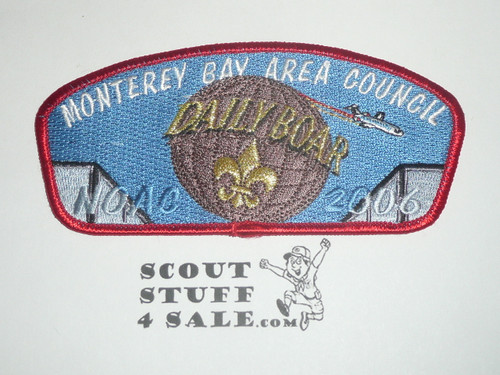 MONTEREY BAY AREA COUNCIL
DAILY BOAR
NOAC 2006
SCOUT
STUFF
4 SALE.COM